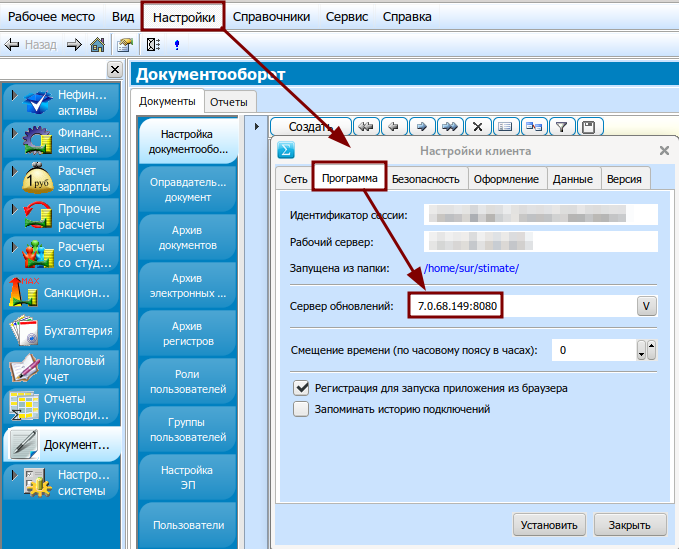 Рабочее место Вид Настройки Справочники Сервис Справка
Назад
Документооборот
Документы Отчеты
Нефин...
активы
Финанс...
активы
1руб
Расчет
зарплаты
Прочие
расчеты
Расчеты
со студ...
MAX
Санкцион...
Бухгалтерия
Налоговый
учет
Отчеты
руководи...
Документ...
Настро...
системы
Настройка
документообо...
Оправдатель...
документ
Архив
документов
Архив
электронных ...
Архив
регистров
Роли
пользователей
Группы
пользователей
Настройка
ЭП
Пользователи
Создать
Настройки клиента
Сеть Программа Безопасность Оформление Данные Версия
Идентификатор сессии:
Рабочий сервер:
Запущена из папки: /home/sur/stimate/
Сервер обновлений: 7.0.68.149:8080 V
Смещение времени (по часовому поясу в часах): 0
Регистрация для запуска приложения из браузера
Запоминать историю подключений
Установить Закрыть